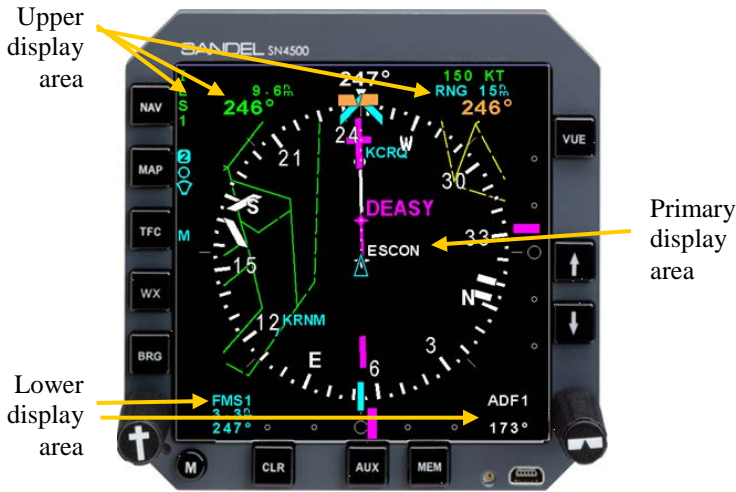 Upper
display
area
SANDEL SN4500
247°
9.6nm
246°
150 KT
RNG 15nm
246°
S
1
2
M
NAV
MAP
TFC
WX
BRG
VUE
24
W
21
30
S
33
15
N
12
3
E
6
KCRQ
DEASY
ESCON
KRNM
Primary
display
area
Lower
display
area
FMS1
3.3nm
247°
ADF1
173°
M
CLR
AUX
MEM